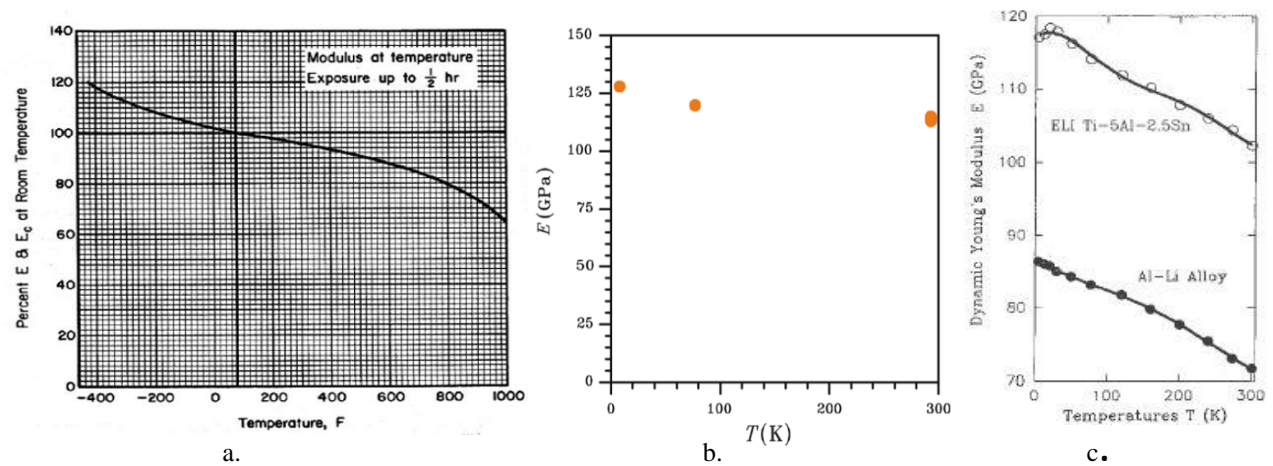 140
120
100
80
60
40
20
0
Percent E & Ec at Room Temperature
Modulus at temperature
Exposure up to 1/2 hr
-400 -200 0 200 400 600 800 1000
Temperature, F
a.
150
125
100
75
50
25
0
E (GPa)
0 100 200 300
T(K)
b.
120
110
100
90
80
70
Dynamic Young's Modulus E (GPa)
ELI Ti-5Al-2.5Sn
Al-Li Alloy
0 100 200 300
Temperatures T (K)
c.